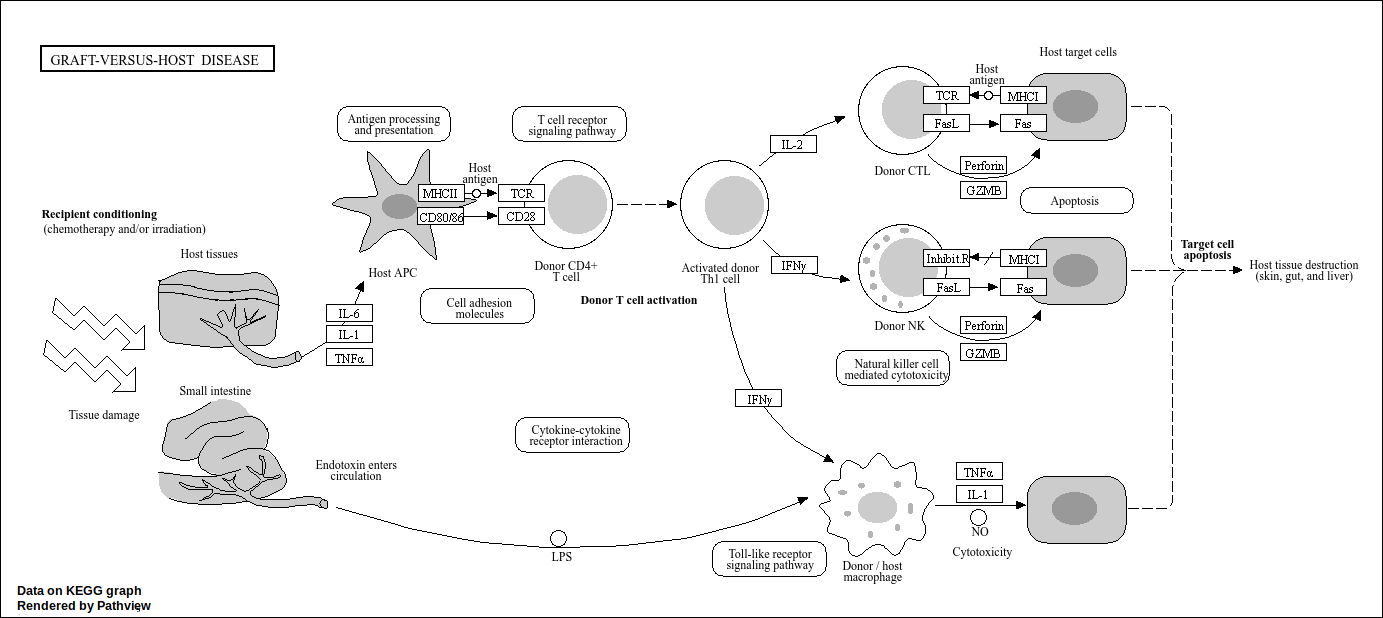 GRAFT-VERSUS-HOST DISEASE
Host target cells
Antigen processing
and presentation
T cell receptor
signaling pathway
Host
antigen
TCR
MHCI
FasL
Fas
IL-2
Donor CTL
Perforin
GZMB
Host
antigen
MHCII
TCR
CD80/86
CD28
Apoptosis
Recipient conditioning
(chemotherapy and/or irradiation)
Host tissues
Host APC
Donor CD4+
T cell
Activated donor
Th1 cell
IFNγ
Inhibit.R
MHCI
FasL
Fas
Target cell
apoptosis
Host tissue destruction
(skin, gut, and liver)
Cell adhesion
molecules
Donor T cell activation
IL-6
IL-1
TNFα
Donor NK
Perforin
GZMB
Natural killer cell
mediated cytotoxicity
Small intestine
Tissue damage
IFNγ
Cytokine-cytokine
receptor interaction
Endotoxin enters
circulation
TNFα
IL-1
NO
Cytotoxicity
LPS
Toll-like receptor
signaling pathway
Donor / host
macrophage
Data on KEGG graph
Rendered by Pathview